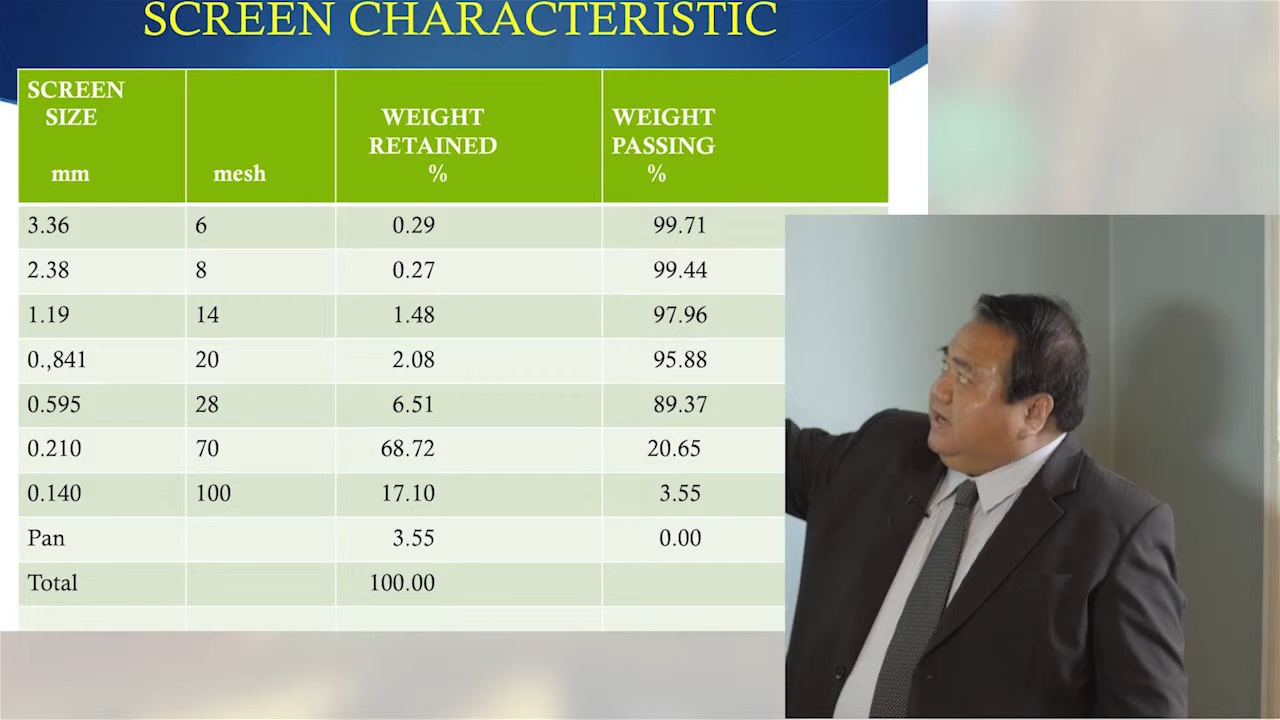 SCREEN CHARACTERISTIC
SCREEN
SIZE
mm
mesh
WEIGHT
RETAINED
%
WEIGHT
PASSING
%
3.36 6 0.29 99.71
2.38 8 0.27 99.44
1.19 14 1.48 97.96
0.,841 20 2.08 95.88
0.595 28 6.51 89.37
0.210 70 68.72 20.65
0.140 100 17.10 3.55
Pan 3.55 0.00
Total 100.00